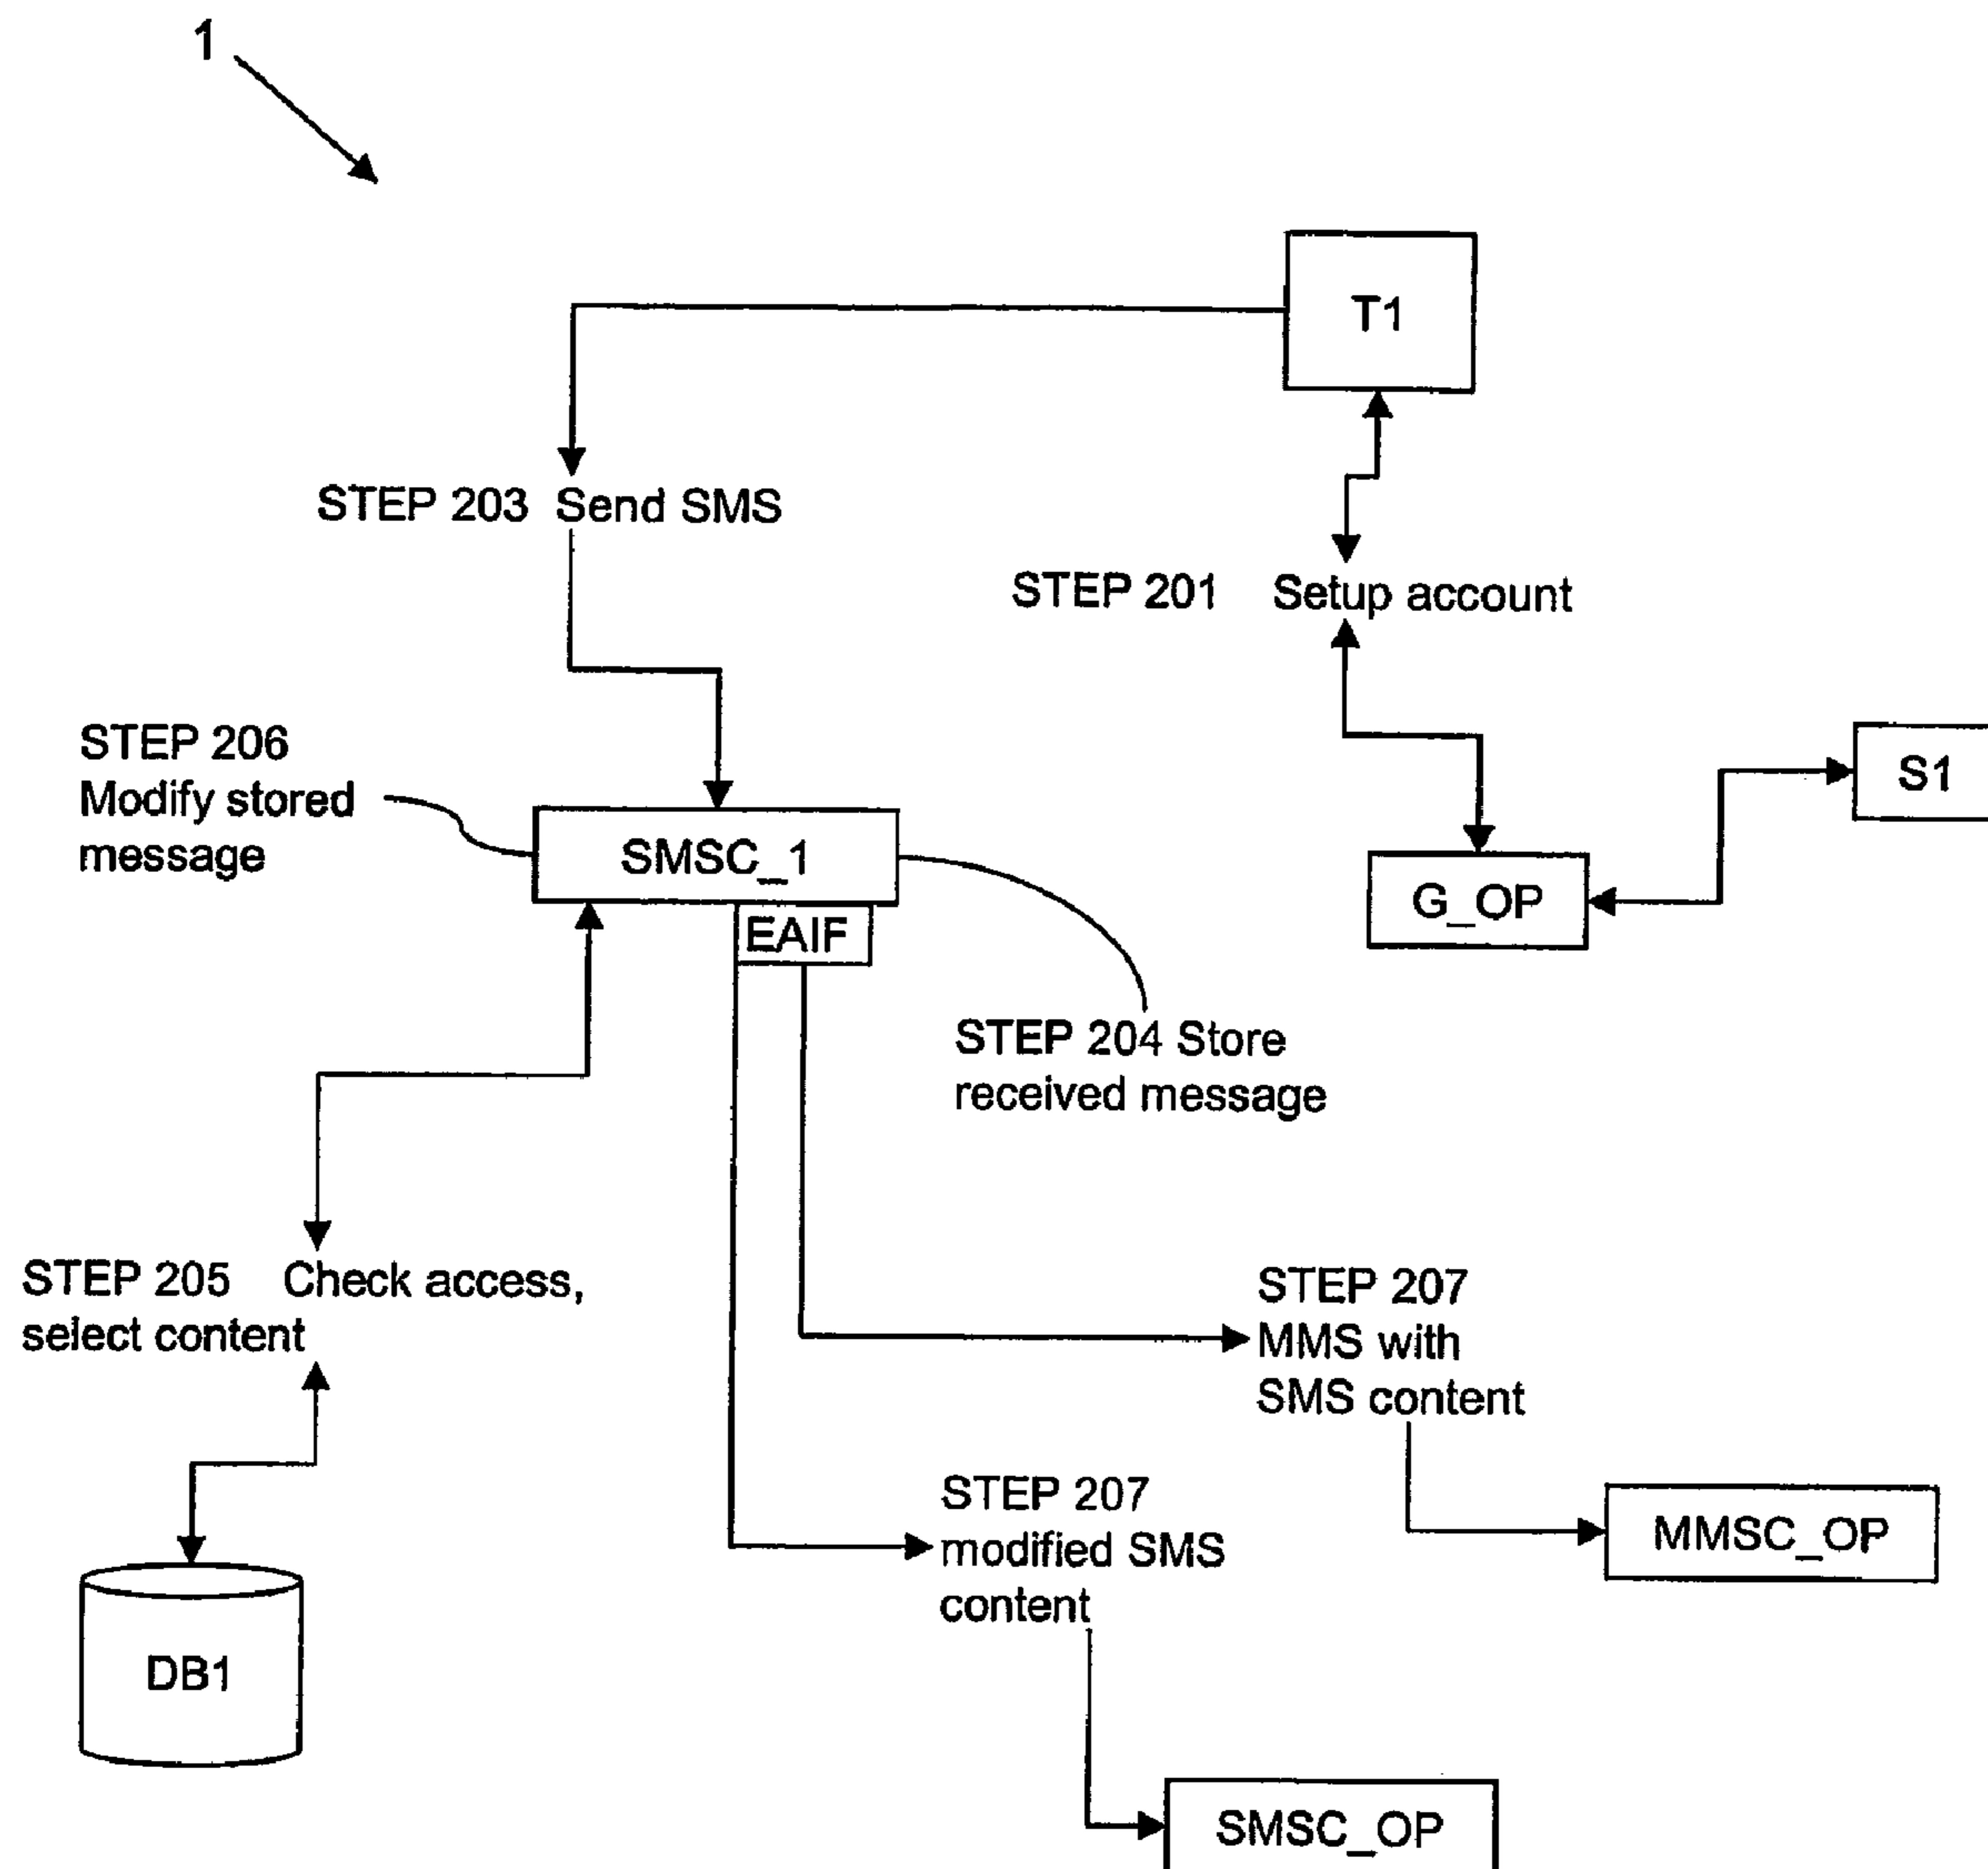 1
T1
STEP 203 Send SMS
STEP 201 Setup account
STEP 206
Modify stored
message
S1
SMSC_1
G_OP
EAIF
STEP 204 Store
received message
STEP 205 Check access,
select content
STEP 207
MMS with
SMS content
STEP 207
modified SMS
content
MMSC_OP
DB1
SMSC_OP